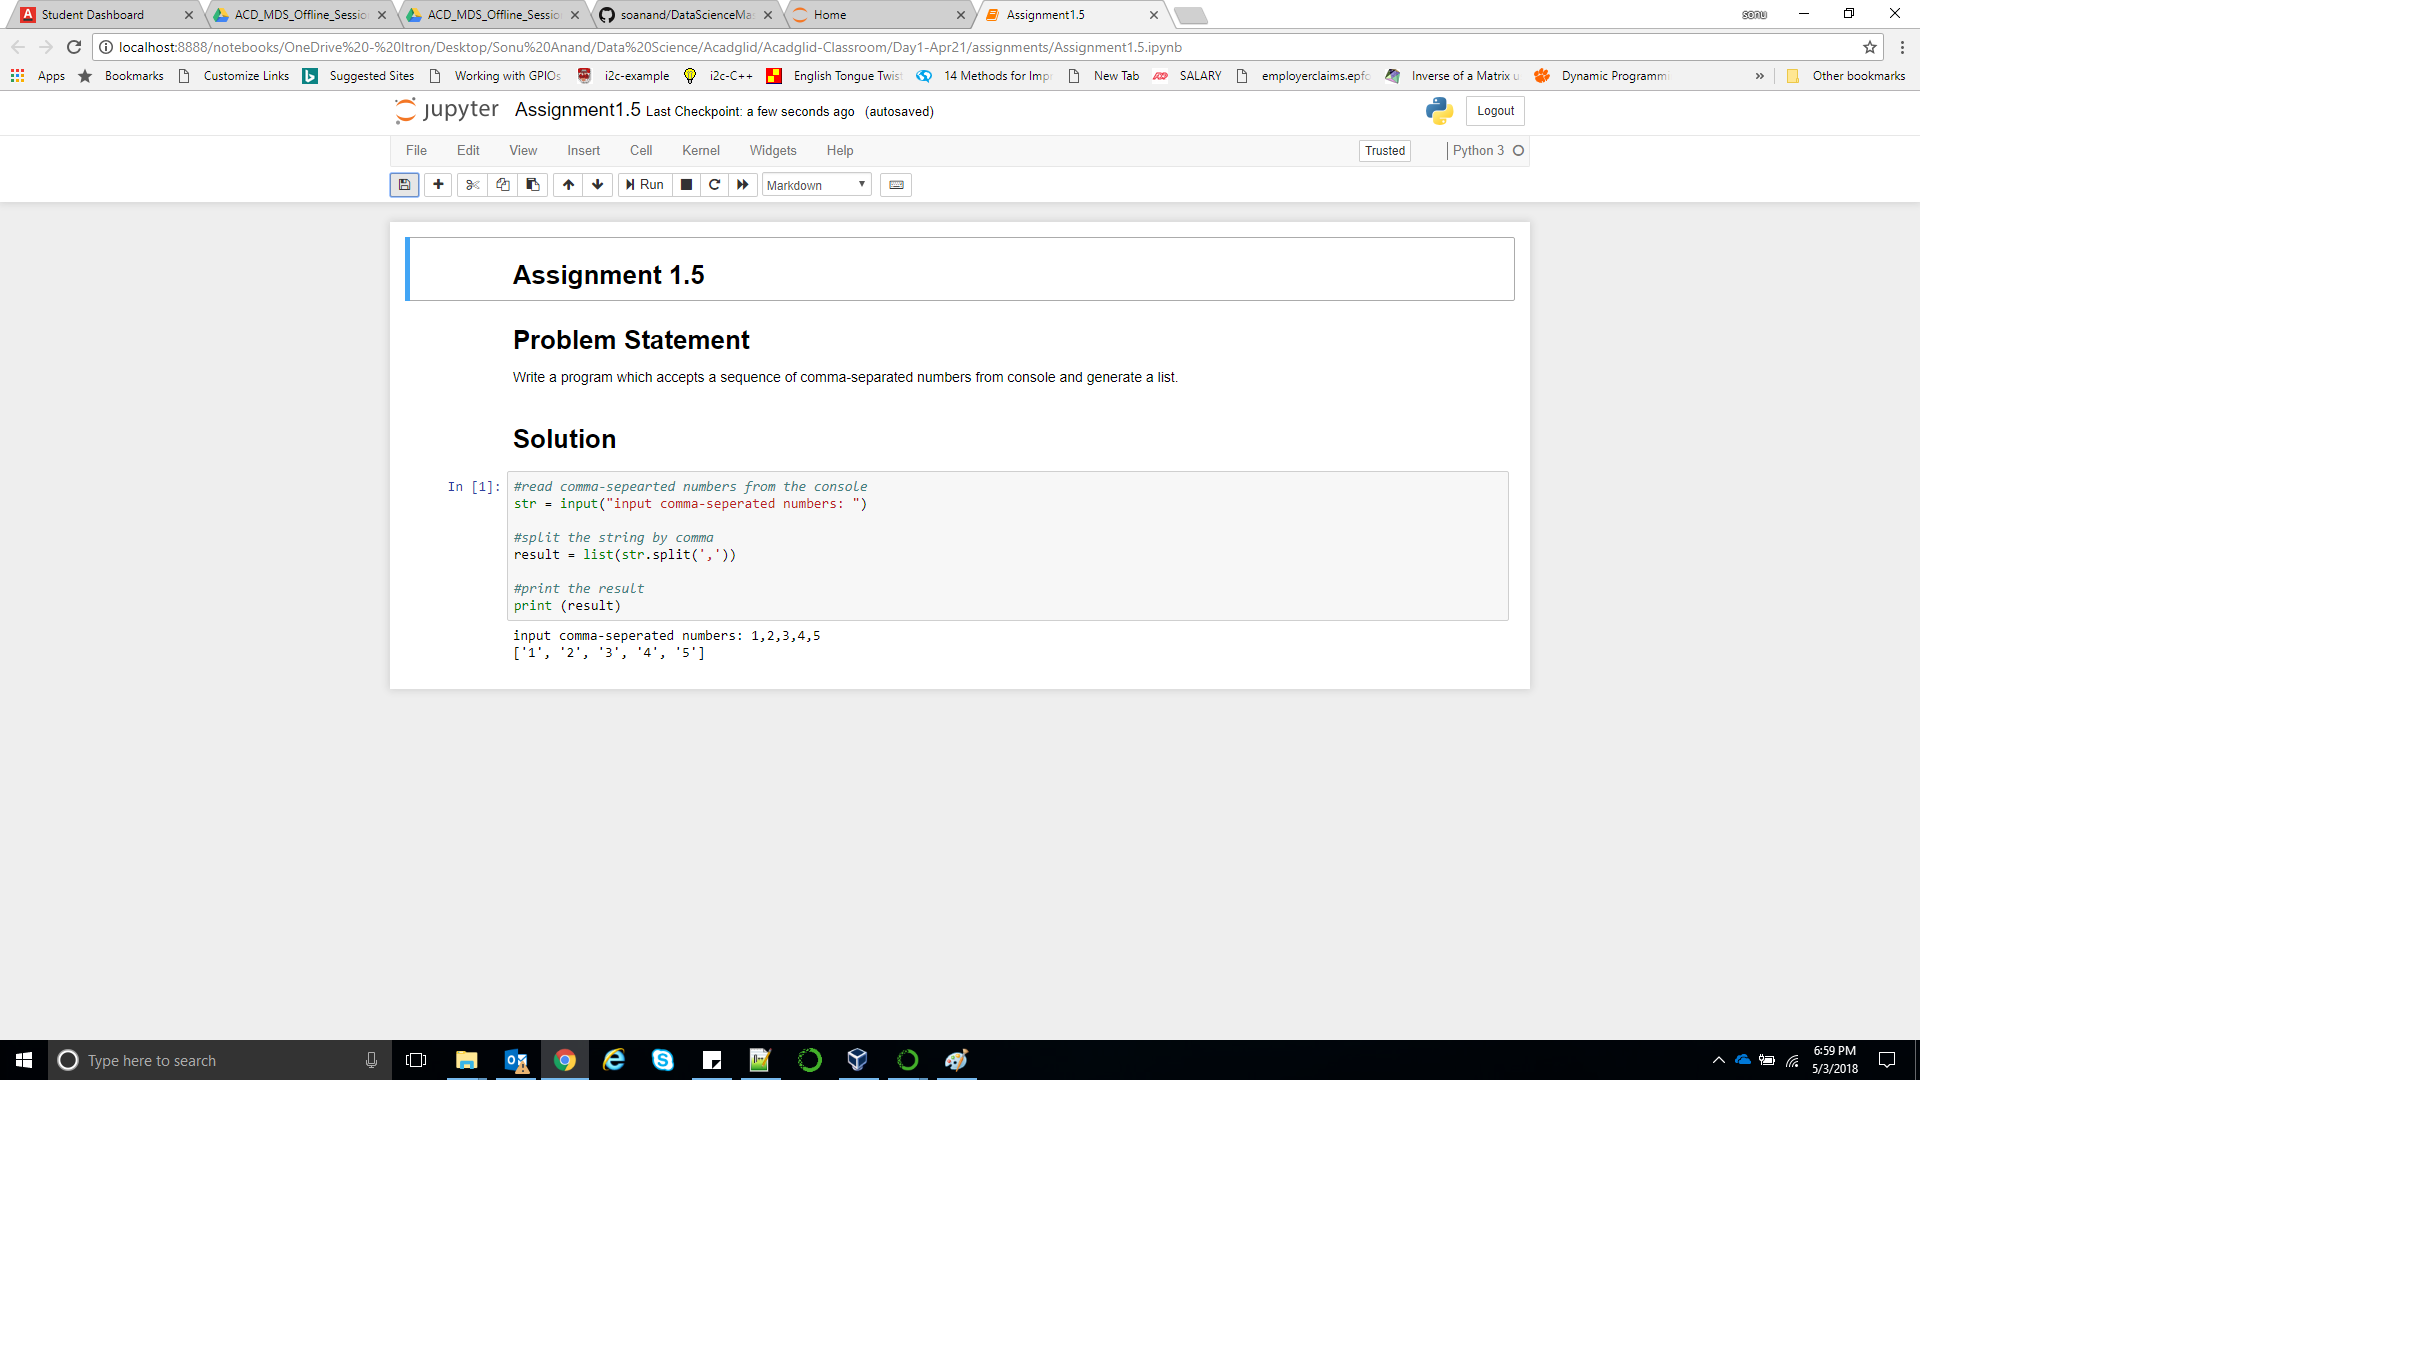 Student Dashboard
ACD_MDS_Offline_Sessio
ACD_MDS_Offline_Sessio
soanand/DataScienceMas
Home
Assignment1.5
sonu
localhost:8888/notebooks/OneDrive%20-%20Itron/Desktop/Sonu%20Anand/Data%20Science/Acadglid/Acadglid-Classroom/Day1-Apr21/assignments/Assignment1.5.ipynb
Apps Bookmarks Customize Links Suggested Sites Working with GPIOs i2c-example i2c-C++ English Tongue Twist 14 Methods for Impr New Tab SALARY employerclaims.epfo Inverse of a Matrix u Dynamic Programmi » Other bookmarks
jupyter Assignment1.5 Last Checkpoint: a few seconds ago (autosaved) Logout
File Edit View Insert Cell Kernel Widgets Help Trusted Python 3
Run Markdown
Assignment 1.5
Problem Statement
Write a program which accepts a sequence of comma-separated numbers from console and generate a list.
Solution
In [1]: #read comma-sepearted numbers from the console
str = input("input comma-seperated numbers: ")
#split the string by comma
result = list(str.split(','))
#print the result
print (result)
input comma-seperated numbers: 1,2,3,4,5
['1', '2', '3', '4', '5']
Type here to search
6:59 PM
5/3/2018